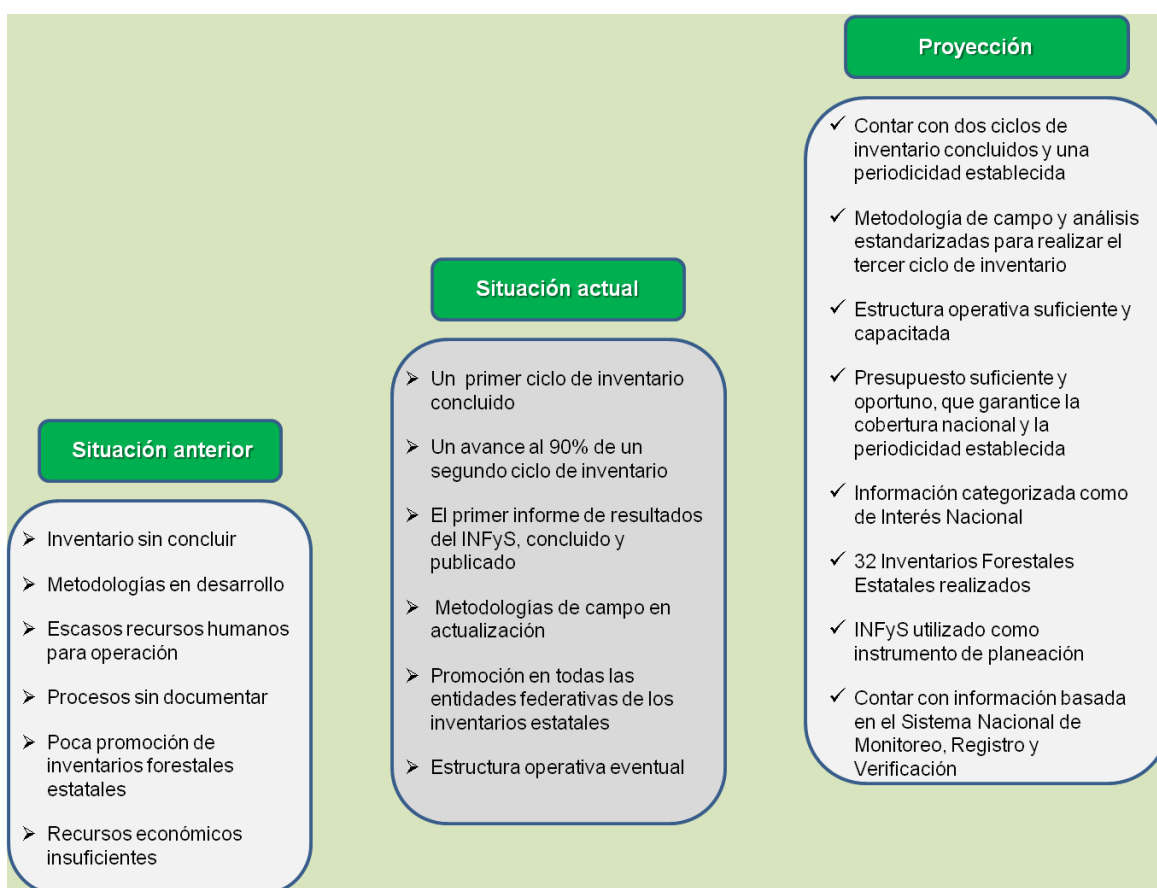 Situación anterior
Inventario sin concluir
Metodologías en desarrollo
Escasos recursos humanos
para operación
Procesos sin documentar
Poca promoción de
inventarios forestales
estatales
Recursos económicos
insuficientes
Situación actual
Un primer ciclo de inventario
concluido
Un avance al 90% de un
segundo ciclo de inventario
El primer informe de resultados
del INFyS, concluido y
publicado
Metodologías de campo en
actualización
Promoción en todas las
entidades federativas de los
inventarios estatales
Estructura operativa eventual
Proyección
Contar con dos ciclos de
inventario concluidos y una
periodicidad establecida
Metodología de campo y análisis
estandarizadas para realizar el
tercer ciclo de inventario
Estructura operativa suficiente y
capacitada
Presupuesto suficiente y
oportuno, que garantice la
cobertura nacional y la
periodicidad establecida
Información categorizada como
de Interés Nacional
32 Inventarios Forestales
Estatales realizados
INFyS utilizado como
instrumento de planeación
Contar con información basada
en el Sistema Nacional de
Monitoreo, Registro y
Verificación